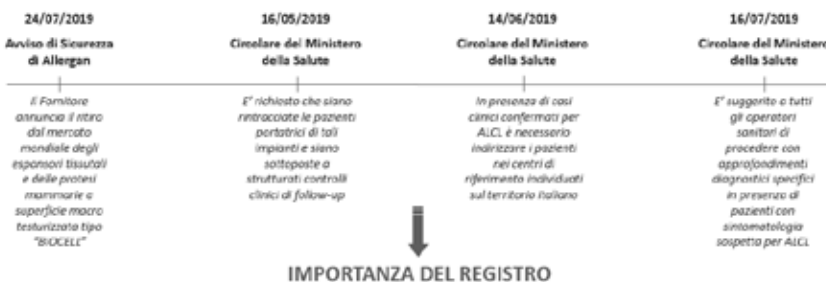 24/07/2019
Avviso di Sicurezza
di Allergan
Il Fornitore
annuncia il ritiro
dal mercato
mondiale degli
espansori tissutali
e delle protesi
mammarie a
superficie macro
testurizzata tipo
"BIOCELL"
16/05/2019
Circolare del Ministero
della Salute
E' richiesto che siano
rintracciate le pazienti
portatrici di tali
impianti e siano
sottoposte a
strutturati controlli
clinici di follow-up
14/06/2019
Circolare del Ministero
della Salute
In presenza di casi
clinici confermati per
ALCL è necessario
indirizzare i pazienti
nei centri di
riferimento individuati
sul territorio italiano
16/07/2019
Circolare del Ministero
della Salute
E' suggerito a tutti
gli operatori
sanitari di
procedere con
approfondimenti
diagnostici specifici
in presenza di
pazienti con
sintomatologia
sospetta per ALCL
IMPORTANZA DEL REGISTRO